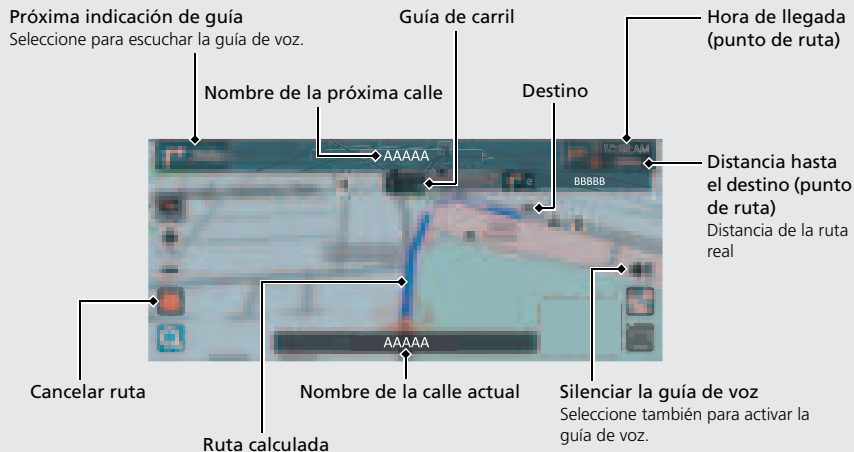 Próxima indicación de guía
Seleccione para escuchar la guía de voz.
Guía de carril
Hora de llegada
(punto de ruta)
Nombre de la próxima calle
Destino
AAAAA
BBBBB
Distancia hasta
el destino (punto
de ruta)
Distancia de la ruta
real
AAAAA
Cancelar ruta
Nombre de la calle actual
Silenciar la guía de voz
Seleccione también para activar la
guía de voz.
Ruta calculada